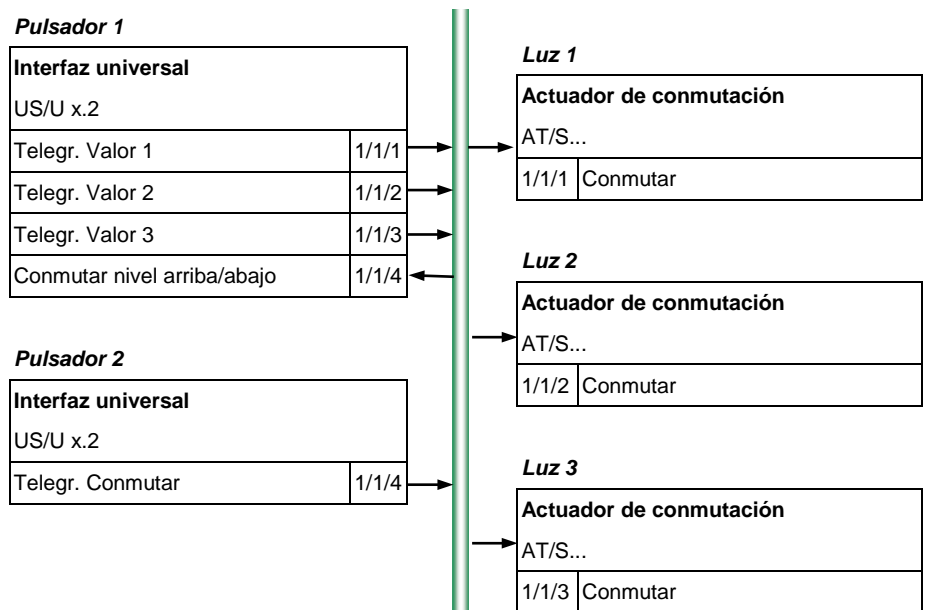 Pulsador 1
Interfaz universal
US/U x.2
Telegr. Valor 1 1/1/1
Telegr. Valor 2 1/1/2
Telegr. Valor 3 1/1/3
Conmutar nivel arriba/abajo 1/1/4
Pulsador 2
Interfaz universal
US/U x.2
Telegr. Conmutar 1/1/4
Luz 1
Actuador de conmutación
AT/S...
1/1/1 Conmutar
Luz 2
Actuador de conmutación
AT/S...
1/1/2 Conmutar
Luz 3
Actuador de conmutación
AT/S...
1/1/3 Conmutar